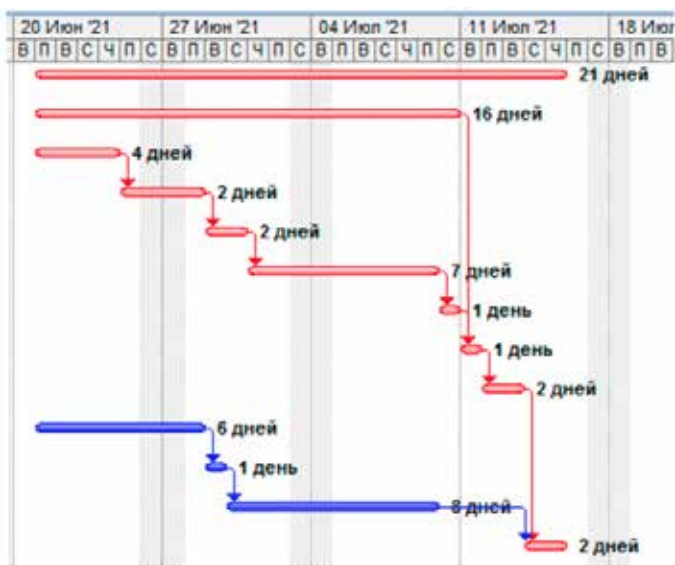 20 Июн '21 27 Июн '21 04 Июл '21 11 Июл '21 18 Июл
В П В С Ч П С В П В С Ч П С В П В С Ч П С В П В С Ч П С В П В
21 дней
16 дней
4 дней
2 дней
2 дней
7 дней
1 день
1 день
2 дней
6 дней
1 день
8 дней
2 дней